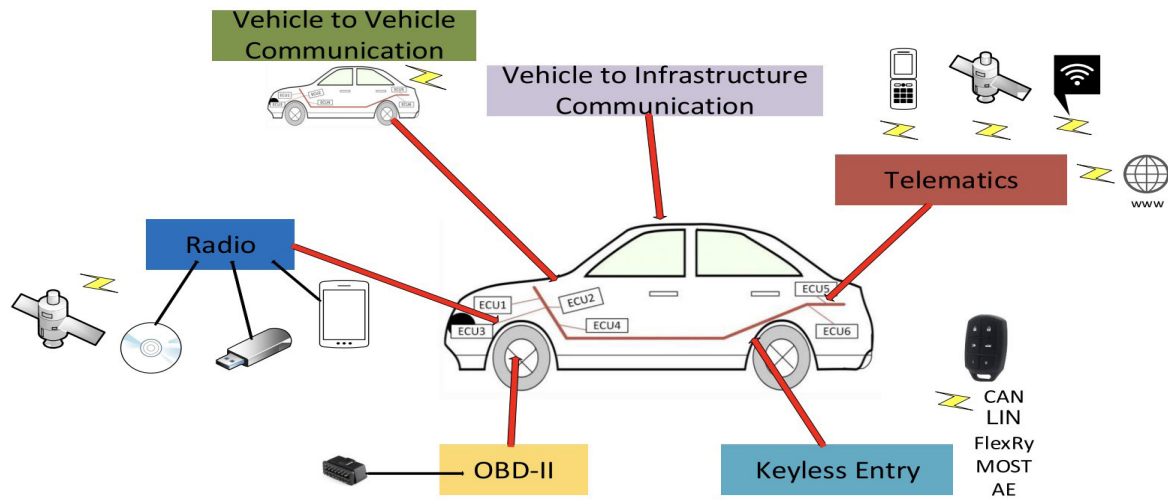 Vehicle to Vehicle
Communication
Vehicle to Infrastructure
Communication
Telematics
www
Radio
ECU1
ECU2
ECU3
ECU4
ECU5
ECU6
CAN
LIN
FlexRy
MOST
AE
OBD-II
Keyless Entry